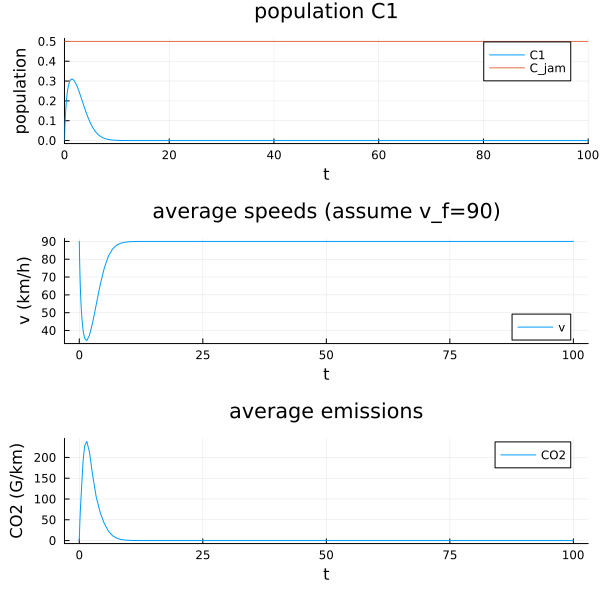 population C1
population
0.5
0.4
0.3
0.2
0.1
0.0
C1
C_jam
0 20 40 60 80 100
t
average speeds (assume v_f=90)
v (km/h)
90
80
70
60
50
40
v
0 25 50 75 100
t
average emissions
CO2 (G/km)
200
150
100
50
0
CO2
0 25 50 75 100
t